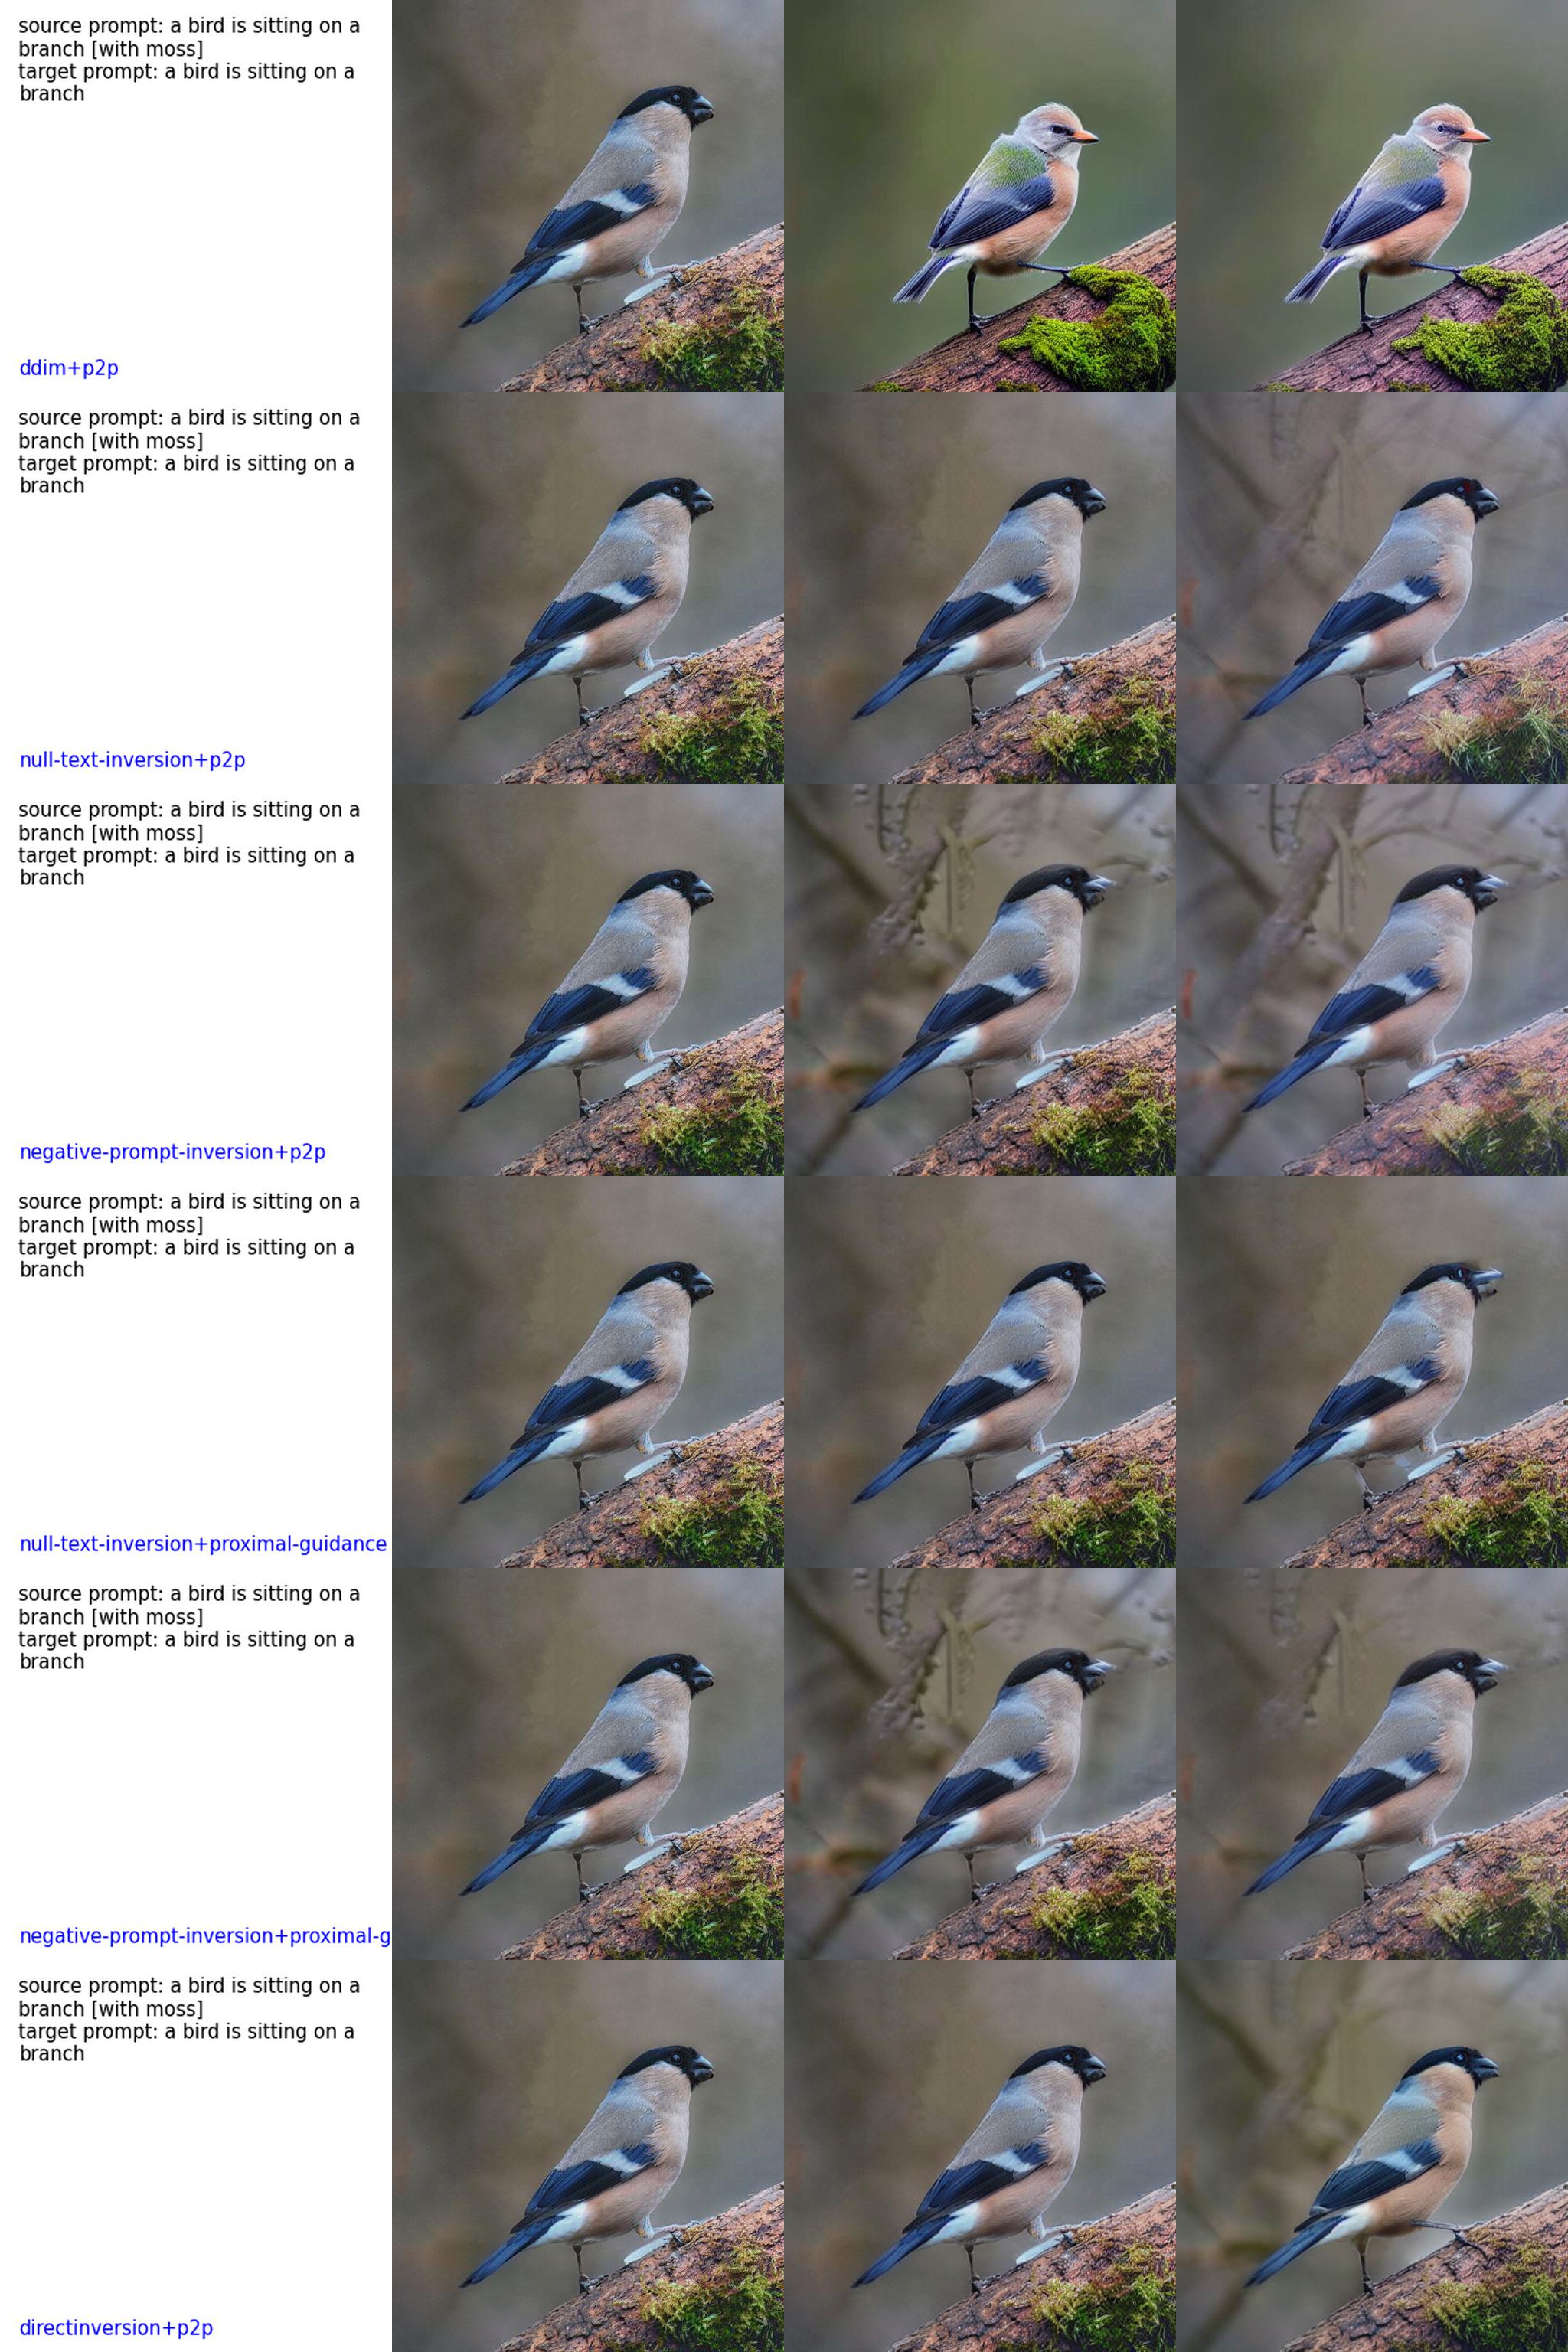 source prompt: a bird is sitting on a
branch [with moss]
target prompt: a bird is sitting on a
branch
ddim+p2p
source prompt: a bird is sitting on a
branch [with moss]
target prompt: a bird is sitting on a
branch
null-text-inversion+p2p
source prompt: a bird is sitting on a
branch [with moss]
target prompt: a bird is sitting on a
branch
negative-prompt-inversion+p2p
source prompt: a bird is sitting on a
branch [with moss]
target prompt: a bird is sitting on a
branch
null-text-inversion+proximal-guidance
source prompt: a bird is sitting on a
branch [with moss]
target prompt: a bird is sitting on a
branch
negative-prompt-inversion+proximal-g
source prompt: a bird is sitting on a
branch [with moss]
target prompt: a bird is sitting on a
branch
directinversion+p2p